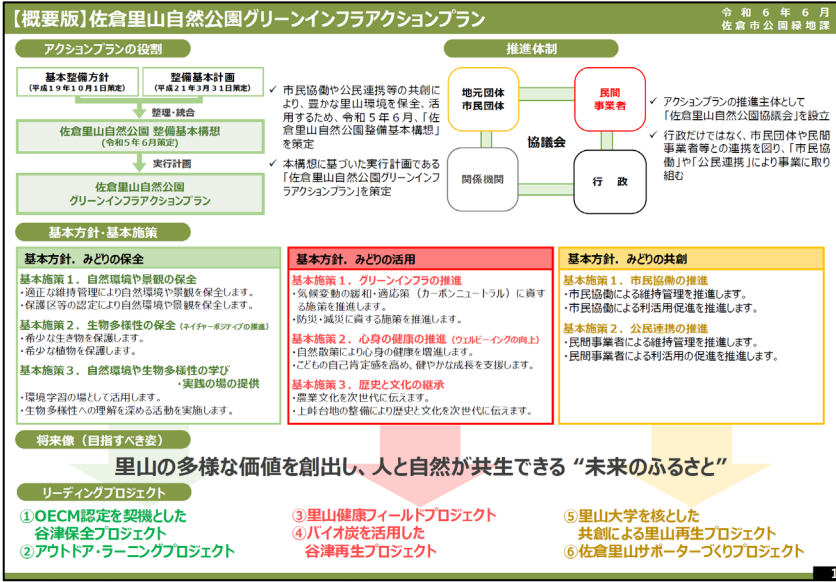 【概要版】佐倉里山自然公園グリーンインフラアクションプラン
令和６年６月
佐倉市公園緑地課
アクションプランの役割
基本整備方針
(平成１９年１０月１日策定)
整備基本計画
(平成２１年３月３１日策定)
整理・統合
佐倉里山自然公園 整備基本構想
(令和５年６月策定)
実行計画
佐倉里山自然公園
グリーンインフラアクションプラン
✓ 市民協働や公民連携等の共創に
より、豊かな里山環境を保全、活
用するため、令和５年６月、「佐
倉里山自然公園整備基本構想」
を策定
✓ 本構想に基づいた実行計画である
「佐倉里山自然公園グリーンインフ
ラアクションプラン」を策定
推進体制
地元団体
市民団体
民間
事業者
協議会
関係機関
行 政
✓ アクションプランの推進主体として
「佐倉里山自然公園協議会」を設立
✓ 行政だけではなく、市民団体や民間
事業者等との連携を図り、「市民協
働」や「公民連携」により事業に取り
組む
基本方針・基本施策
基本方針．みどりの保全
基本施策１．自然環境や景観の保全
・適正な維持管理により自然環境や景観を保全します。
・保護区等の認定により自然環境や景観を保全します。
基本施策２．生物多様性の保全（ネイチャーポジティブの推進）
・希少な生き物を保護します。
・希少な植物を保護します。
基本施策３．自然環境や生物多様性の学び
・実践の場の提供
・環境学習の場として活用します。
・生物多様性への理解を深める活動を実施します。
基本方針．みどりの活用
基本施策１．グリーンインフラの推進
・気候変動の緩和・適応策（カーボンニュートラル）に資す
る施策を推進します。
・防災・減災に資する施策を推進します。
基本施策２．心身の健康の推進（ウェルビーイングの向上）
・自然散策により心身の健康を増進します。
・こどもの自己肯定感を高め、健やかな成長を支援します。
基本施策３．歴史と文化の継承
・農業文化を次世代に伝えます。
・上峠台地の整備により歴史と文化を次世代に伝えます。
基本方針．みどりの共創
基本施策１．市民協働の推進
・市民協働による維持管理を推進します。
・市民協働による利活用促進を推進します。
基本施策２．公民連携の推進
・民間事業者による維持管理を推進します。
・民間事業者による利活用の促進を推進します。
将来像（目指すべき姿）
里山の多様な価値を創出し、人と自然が共生できる “未来のふるさと”
リーディングプロジェクト
①OECM認定を契機とした
谷津保全プロジェクト
②アウトドア・ラーニングプロジェクト
③里山健康フィールドプロジェクト
④バイオ炭を活用した
谷津再生プロジェクト
⑤里山大学を核とした
共創による里山再生プロジェクト
⑥佐倉里山サポーターづくりプロジェクト